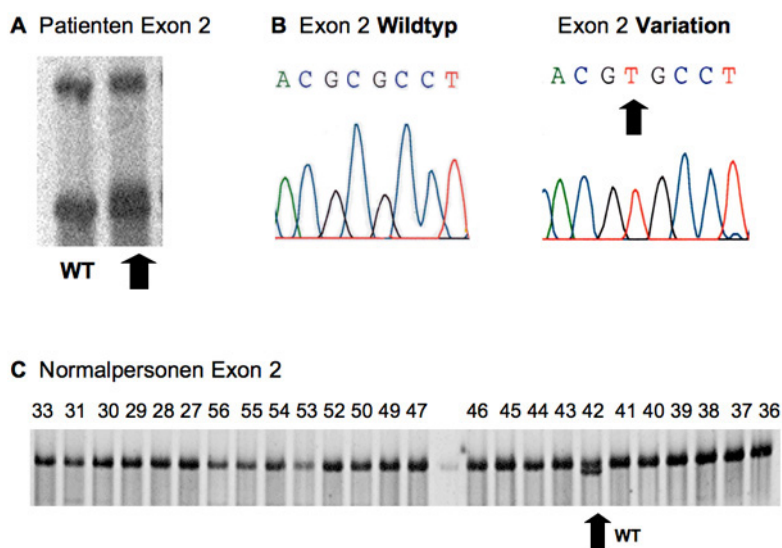 A Patienten Exon 2
B Exon 2 Wildtyp
Exon 2 Variation
A C G C G C C T
A C G T G C C T
WT
C Normalpersonen Exon 2
33 31 30 29 28 27 56 55 54 53 52 50 49 47 46 45 44 43 42 41 40 39 38 37 36
WT